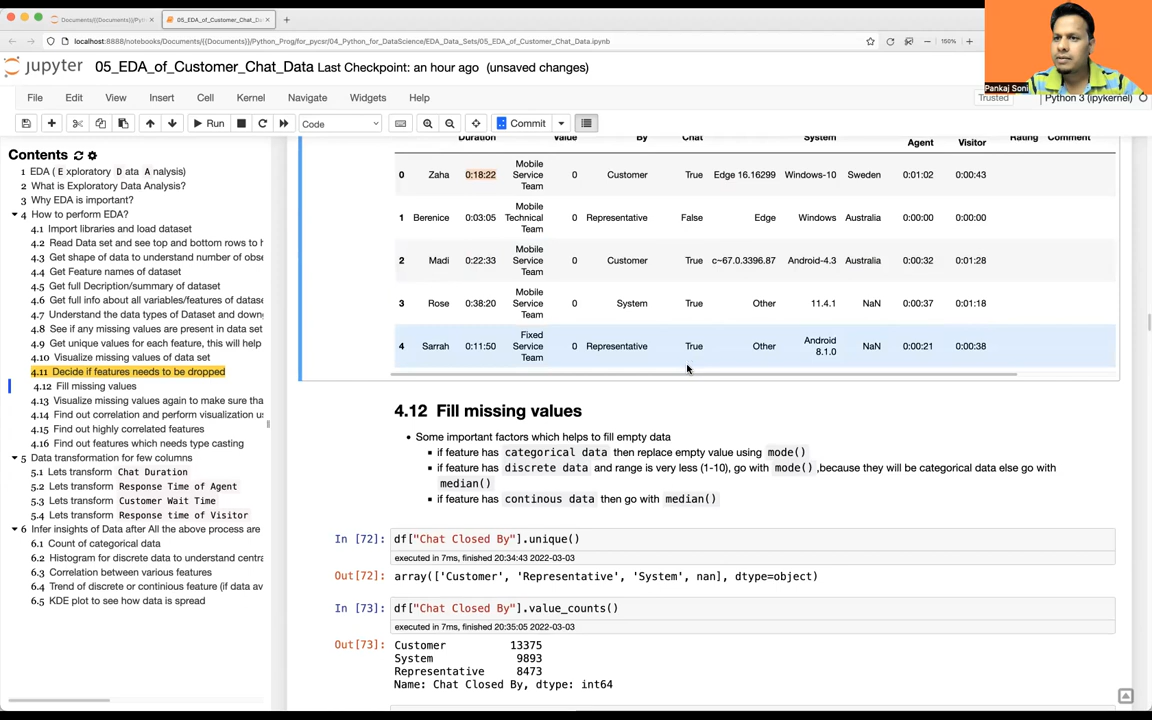 Documents/{{Documents}}/Pyt
05_EDA_of_Customer_Chat_Da
localhost:8888/notebooks/Documents/{{Documents}}/Python_Prog/for_pycsr/04_Python_for_DataScience/EDA_Data_Sets/05_EDA_of_Customer_Chat_Data.ipynb
150%
Pankaj Soni
jupyter 05_EDA_of_Customer_Chat_Data Last Checkpoint: an hour ago (unsaved changes)
File Edit View Insert Cell Kernel Navigate Widgets Help
Trusted
Python 3 (ipykernel)
Run
Code
Commit
Contents
1 EDA ( E xploratory D ata A nalysis)
2 What is Exploratory Data Analysis?
3 Why EDA is important?
4 How to perform EDA?
4.1 Import libraries and load dataset
4.2 Read Data set and see top and bottom rows to h
4.3 Get shape of data to understand number of obse
4.4 Get Feature names of dataset
4.5 Get full Decription/summary of dataset
4.6 Get full info about all variables/features of datase
4.7 Understand the data types of Dataset and down
4.8 See if any missing values are present in data set
4.9 Get unique values for each feature, this will help
4.10 Visualize missing values of data set
4.11 Decide if features needs to be dropped
4.12 Fill missing values
4.13 Visualize missing values again to make sure tha
4.14 Find out correlation and perform visualization u
4.15 Find out highly correlated features
4.16 Find out features which needs type casting
5 Data transformation for few columns
5.1 Lets transform Chat Duration
5.2 Lets transform Response Time of Agent
5.3 Lets transform Customer Wait Time
5.4 Lets transform Response time of Visitor
6 Infer insights of Data after All the above process are
6.1 Count of categorical data
6.2 Histogram for discrete data to understand centra
6.3 Correlation between various features
6.4 Trend of discrete or continious feature (if data av
6.5 KDE plot to see how data is spread
Duration Value By Chat System Agent Visitor Rating Comment
0 Zaha 0:18:22 Mobile Service Team 0 Customer True Edge 16.16299 Windows-10 Sweden 0:01:02 0:00:43
1 Berenice 0:03:05 Mobile Technical Team 0 Representative False Edge Windows Australia 0:00:00 0:00:00
2 Madi 0:22:33 Mobile Service Team 0 Customer True c~67.0.3396.87 Android-4.3 Australia 0:00:32 0:01:28
3 Rose 0:38:20 Mobile Service Team 0 System True Other 11.4.1 NaN 0:00:37 0:01:18
4 Sarrah 0:11:50 Fixed Service Team 0 Representative True Other Android 8.1.0 NaN 0:00:21 0:00:38
4.12 Fill missing values
Some important factors which helps to fill empty data
if feature has categorical data then replace empty value using mode()
if feature has discrete data and range is very less (1-10), go with mode() ,because they will be categorical data else go with
median()
if feature has continous data then go with median()
In [72]: df["Chat Closed By"].unique()
executed in 7ms, finished 20:34:43 2022-03-03
Out[72]: array(['Customer', 'Representative', 'System', nan], dtype=object)
In [73]: df["Chat Closed By"].value_counts()
executed in 7ms, finished 20:35:05 2022-03-03
Out[73]: Customer 13375
System 9893
Representative 8473
Name: Chat Closed By, dtype: int64